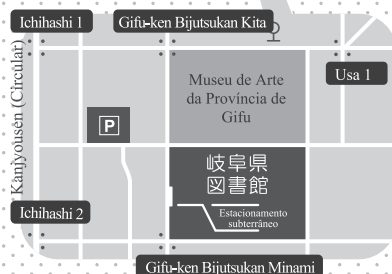 Ichihashi 1
Gifu-ken Bijutsukan Kita
Kanjyousen (Circular)
Museu de Arte
da Província de
Gifu
Usa 1
P
岐阜県
図書館
Estacionamento
subterrâneo
Ichihashi 2
Gifu-ken Bijutsukan Minami